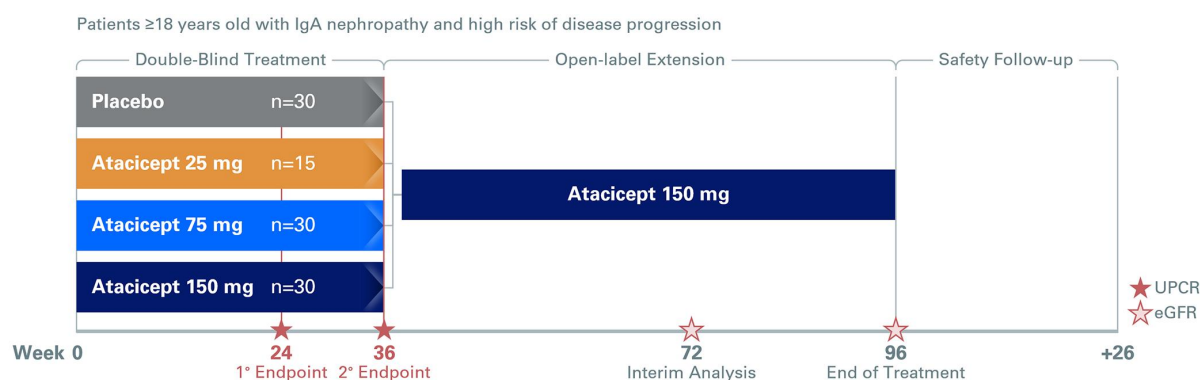 Patients ≥18 years old with IgA nephropathy and high risk of disease progression
Double-Blind Treatment
Open-label Extension
Safety Follow-up
Placebo n=30
Atacicept 25 mg n=15
Atacicept 75 mg n=30
Atacicept 150 mg n=30
Atacicept 150 mg
UPCR
eGFR
Week 0 24 36 72 96 +26
1° Endpoint 2° Endpoint Interim Analysis End of Treatment